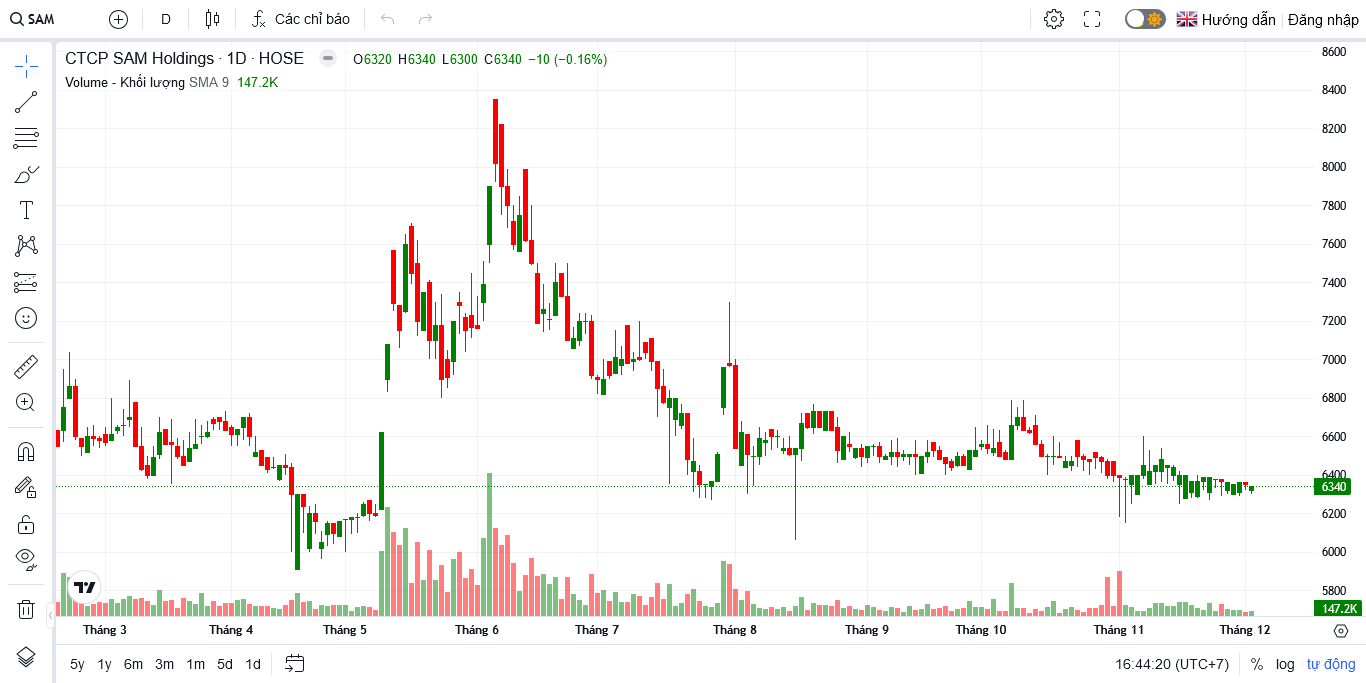 SAM D Các chỉ báo Hướng dẫn Đăng nhập
CTCP SAM Holdings · 1D · HOSE O6320 H6340 L6300 C6340 −10 (−0.16%)
Volume - Khối lượng SMA 9 147.2K
8600
8400
8200
8000
7800
7600
7400
7200
7000
6800
6600
6400
6340
6200
6000
5800
147.2K
Tháng 3 Tháng 4 Tháng 5 Tháng 6 Tháng 7 Tháng 8 Tháng 9 Tháng 10 Tháng 11 Tháng 12
5y 1y 6m 3m 1m 5d 1d 16:44:20 (UTC+7) % log tự động